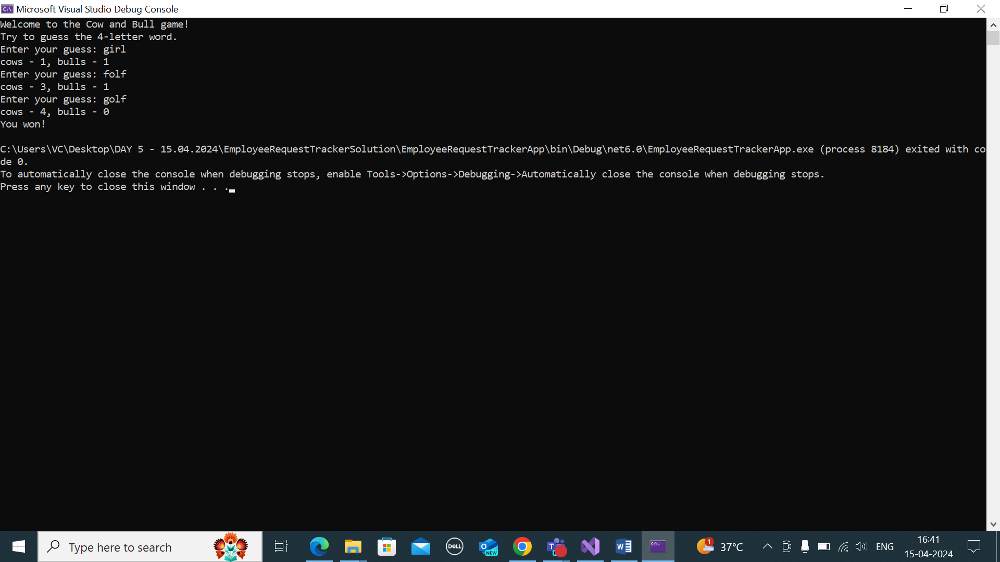 Microsoft Visual Studio Debug Console
Welcome to the Cow and Bull game!
Try to guess the 4-letter word.
Enter your guess: girl
cows - 1, bulls - 1
Enter your guess: folf
cows - 3, bulls - 1
Enter your guess: golf
cows - 4, bulls - 0
You won!
C:\Users\VC\Desktop\DAY 5 - 15.04.2024\EmployeeRequestTrackerSolution\EmployeeRequestTrackerApp\bin\Debug\net6.0\EmployeeRequestTrackerApp.exe (process 8184) exited with co
de 0.
To automatically close the console when debugging stops, enable Tools->Options->Debugging->Automatically close the console when debugging stops.
Press any key to close this window . . .
Type here to search
DELL
NEW
1
37°C
ENG
16:41
15-04-2024